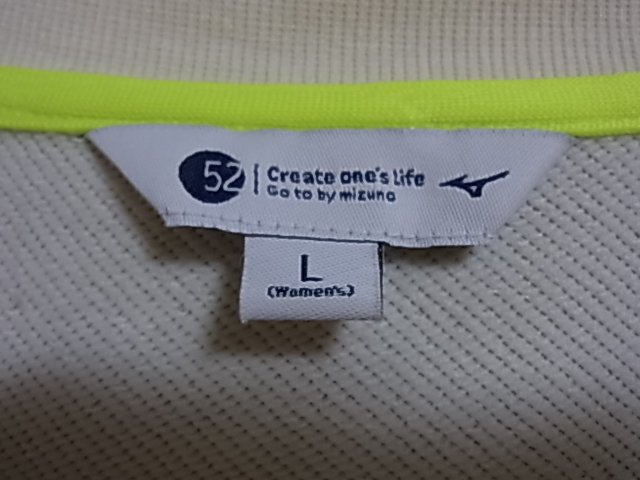 52 Create one's Life
Go to by mizuno
L
(Women's)